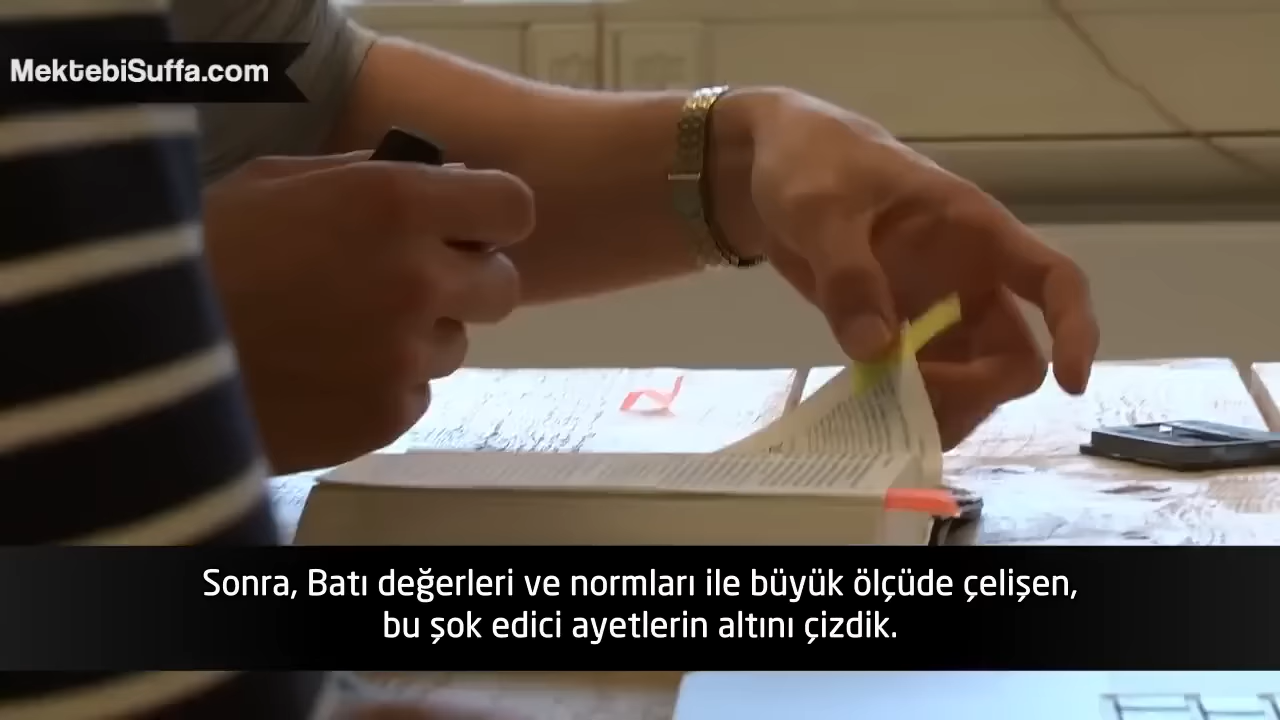 MektebiSuffa.com
Sonra, Batı değerleri ve normları ile büyük ölçüde çelişen,
bu şok edici ayetlerin altını çizdik.